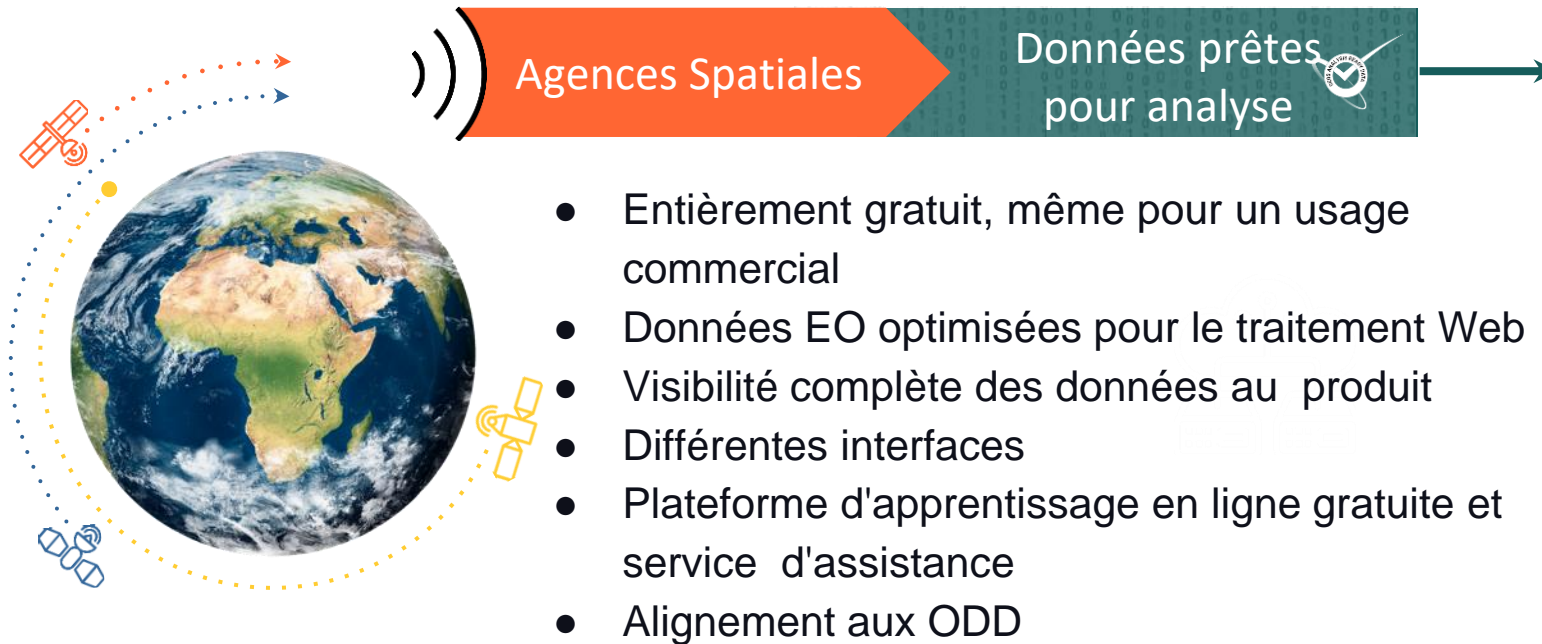 Agences Spatiales
Données prêtes
pour analyse
● Entièrement gratuit, même pour un usage
commercial
● Données EO optimisées pour le traitement Web
● Visibilité complète des données au  produit
● Différentes interfaces
● Plateforme d'apprentissage en ligne gratuite et
service  d'assistance
● Alignement aux ODD